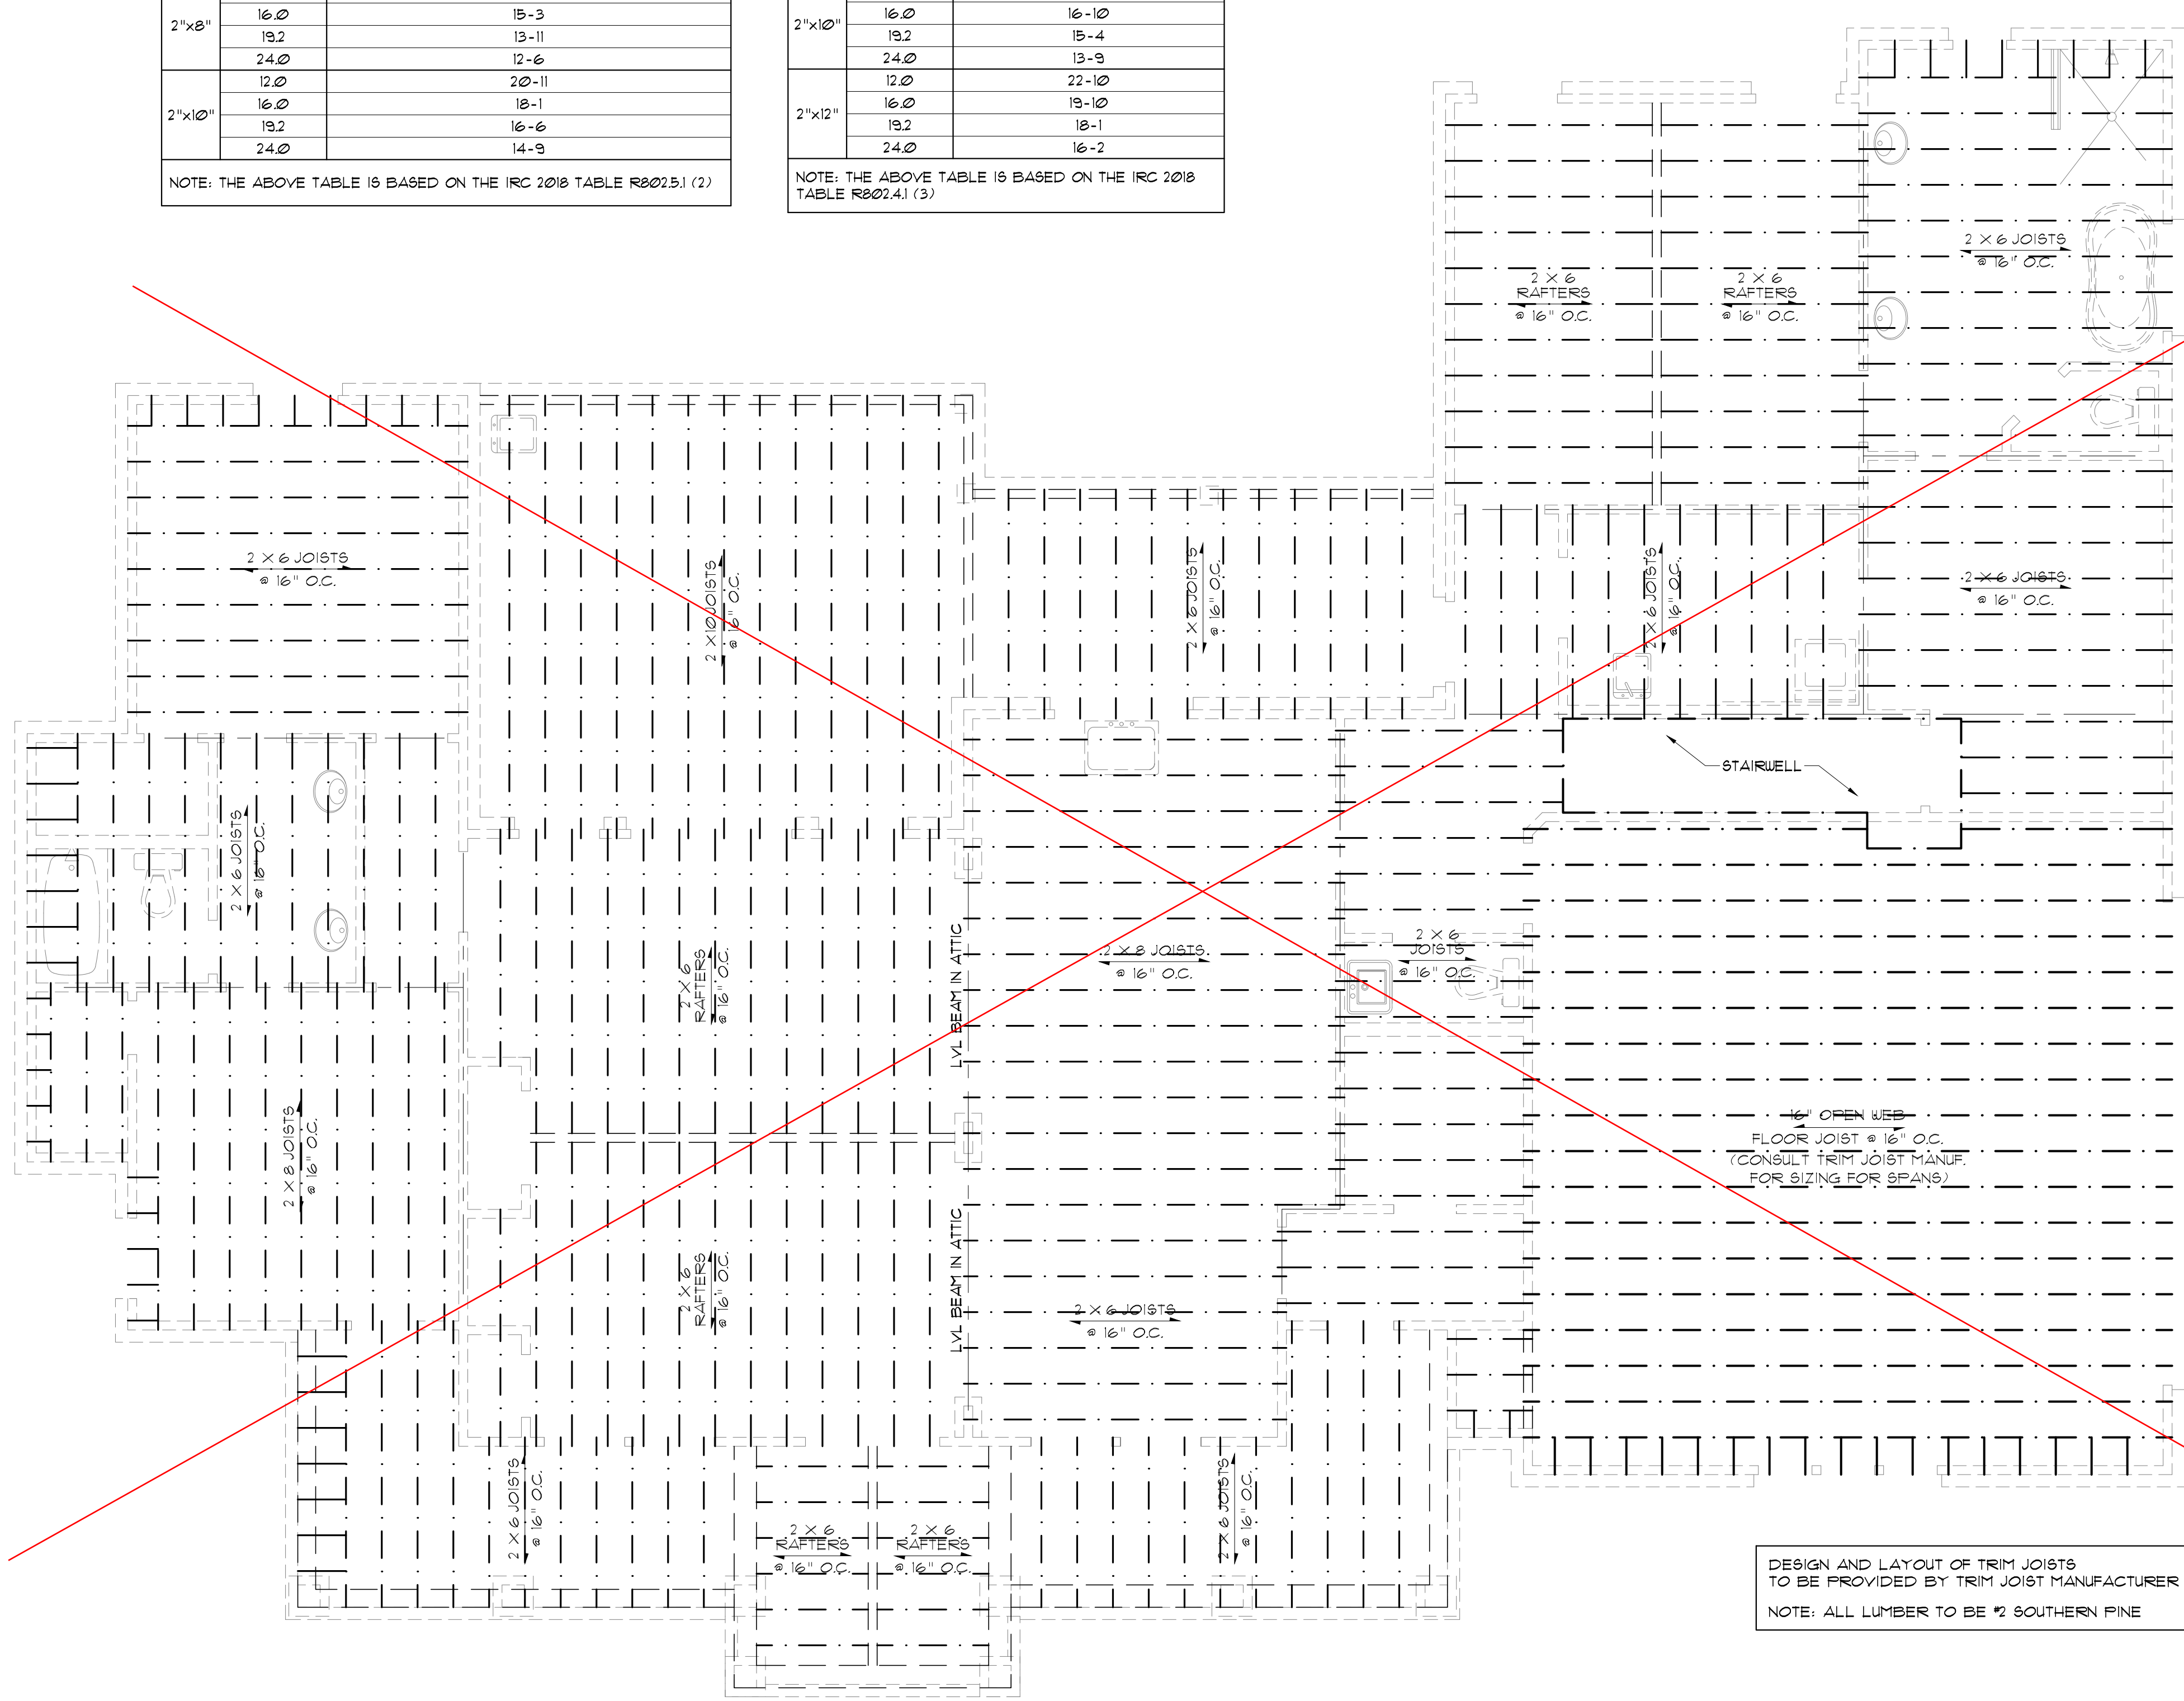 2"x8"
16.0 15-3
19.2 13-11
24.0 12-6
2"x10"
12.0 20-11
16.0 18-1
19.2 16-6
24.0 14-9
NOTE: THE ABOVE TABLE IS BASED ON THE IRC 2018 TABLE R802.5.1 (2)
2"x10"
16.0 16-10
19.2 15-4
24.0 13-9
2"x12"
12.0 22-10
16.0 19-10
19.2 18-1
24.0 16-2
NOTE: THE ABOVE TABLE IS BASED ON THE IRC 2018
TABLE R802.4.1 (3)
2 X 6 JOISTS
@ 16" O.C.
2 X 6
RAFTERS
@ 16" O.C.
2 X 6
RAFTERS
@ 16" O.C.
2 X 6 JOISTS
@ 16" O.C.
2 X10 JOISTS
@ 16" O.C.
2 X 6 JOISTS
@ 16" O.C.
2 X 6 JOISTS
@ 16" O.C.
2 X 6 JOISTS
@ 16" O.C.
STAIRWELL
2 X 6 JOISTS
@ 16" O.C.
2 X 6
RAFTERS
@ 16" O.C.
LVL BEAM IN ATTIC
2 X 8 JOISTS
@ 16" O.C.
2 X 6
JOISTS
@ 16" O.C.
2 X 8 JOISTS
@ 16" O.C.
16" OPEN WEB
FLOOR JOIST @ 16" O.C.
(CONSULT TRIM JOIST MANUF.
FOR SIZING FOR SPANS)
2 X 6
RAFTERS
@ 16" O.C.
LVL BEAM IN ATTIC
2 X 6 JOISTS
@ 16" O.C.
2 X 6 JOISTS
@ 16" O.C.
2 X 6
RAFTERS
@ 16" O.C.
2 X 6
RAFTERS
@ 16" O.C.
2 X 6 JOISTS
@ 16" O.C.
DESIGN AND LAYOUT OF TRIM JOISTS
TO BE PROVIDED BY TRIM JOIST MANUFACTURER
NOTE: ALL LUMBER TO BE #2 SOUTHERN PINE